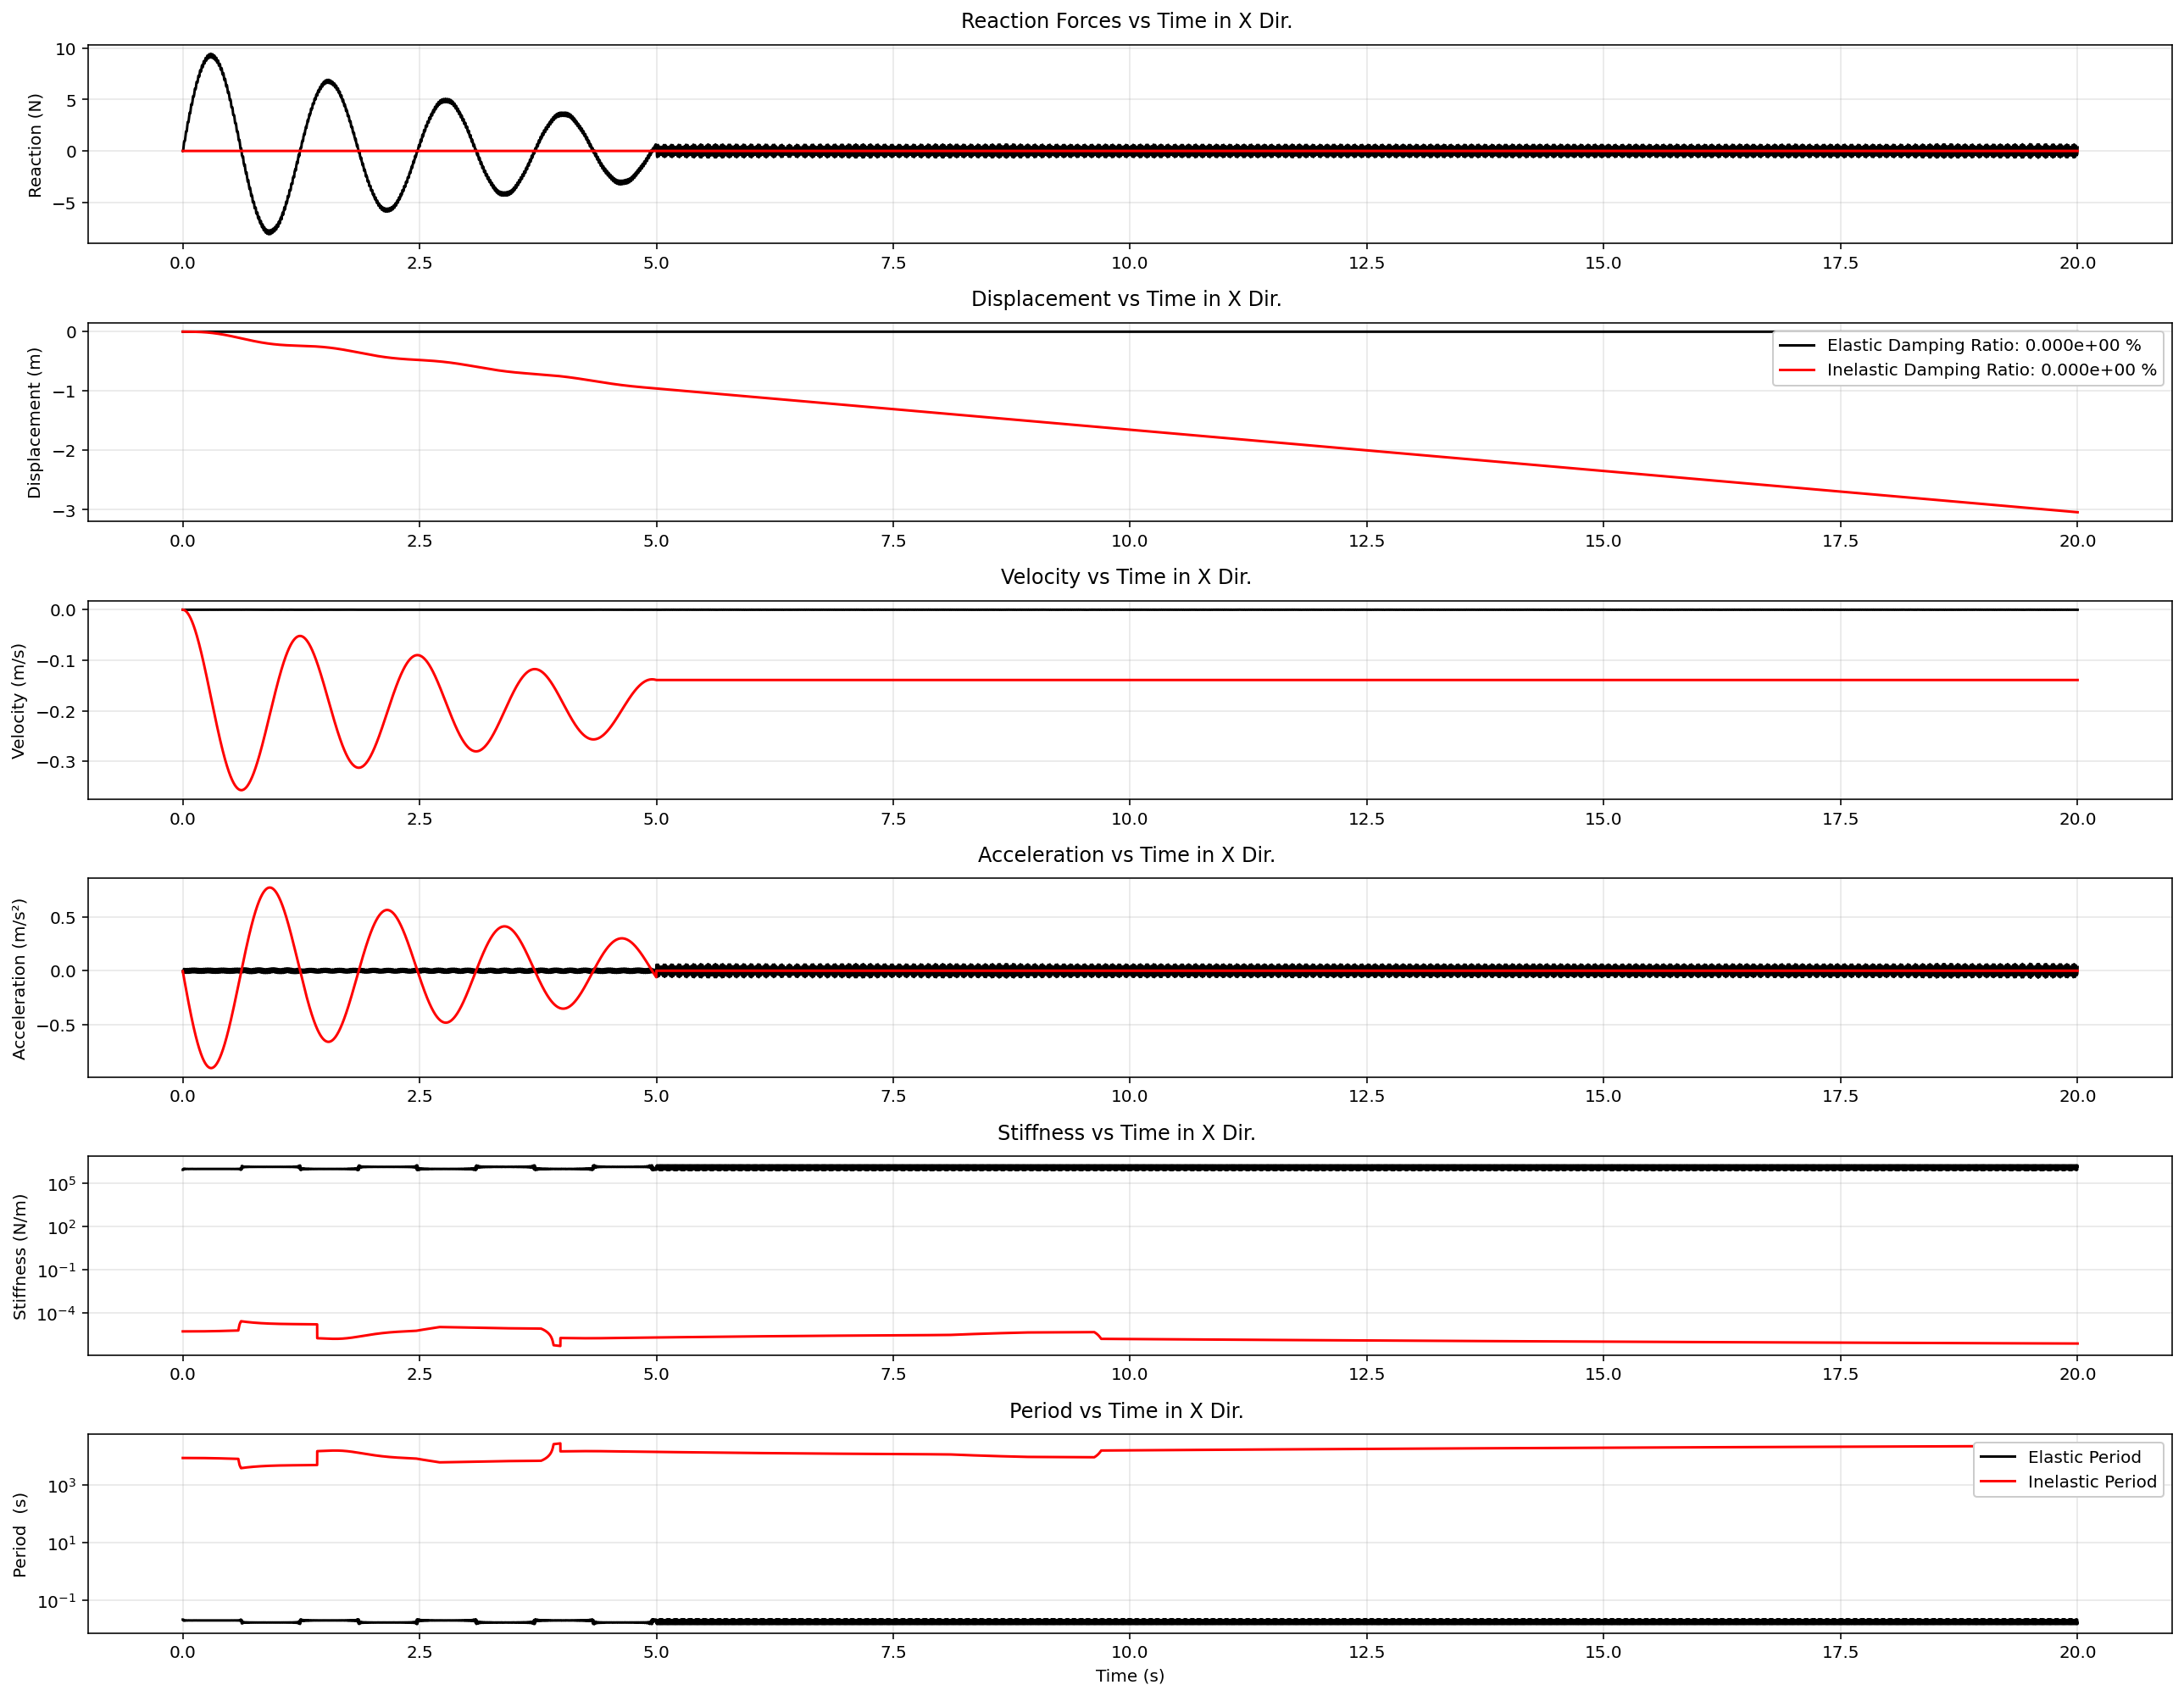 Reaction Forces vs Time in X Dir.
Reaction (N)
10
5
0
−5
0.0 2.5 5.0 7.5 10.0 12.5 15.0 17.5 20.0
Displacement vs Time in X Dir.
Displacement (m)
0
−1
−2
−3
Elastic Damping Ratio: 0.000e+00 %
Inelastic Damping Ratio: 0.000e+00 %
0.0 2.5 5.0 7.5 10.0 12.5 15.0 17.5 20.0
Velocity vs Time in X Dir.
Velocity (m/s)
0.0
−0.1
−0.2
−0.3
0.0 2.5 5.0 7.5 10.0 12.5 15.0 17.5 20.0
Acceleration vs Time in X Dir.
Acceleration (m/s²)
0.5
0.0
−0.5
0.0 2.5 5.0 7.5 10.0 12.5 15.0 17.5 20.0
Stiffness vs Time in X Dir.
Stiffness (N/m)
10⁵
10²
10⁻¹
10⁻⁴
0.0 2.5 5.0 7.5 10.0 12.5 15.0 17.5 20.0
Period vs Time in X Dir.
Period (s)
10³
10¹
10⁻¹
Elastic Period
Inelastic Period
0.0 2.5 5.0 7.5 10.0 12.5 15.0 17.5 20.0
Time (s)